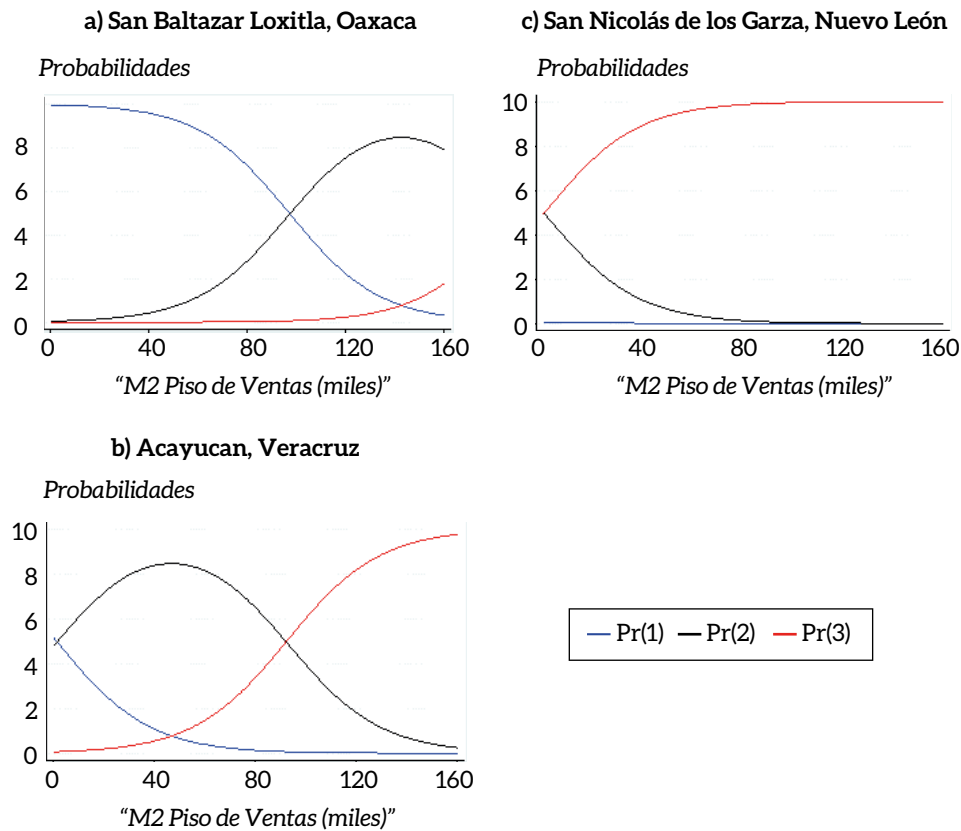 a) San Baltazar Loxitla, Oaxaca
Probabilidades
8
6
4
2
0
0 40 80 120 160
“M2 Piso de Ventas (miles)”
c) San Nicolás de los Garza, Nuevo León
Probabilidades
10
8
6
4
2
0
0 40 80 120 160
“M2 Piso de Ventas (miles)”
b) Acayucan, Veracruz
Probabilidades
10
8
6
4
2
0
0 40 80 120 160
“M2 Piso de Ventas (miles)”
Pr(1) Pr(2) Pr(3)